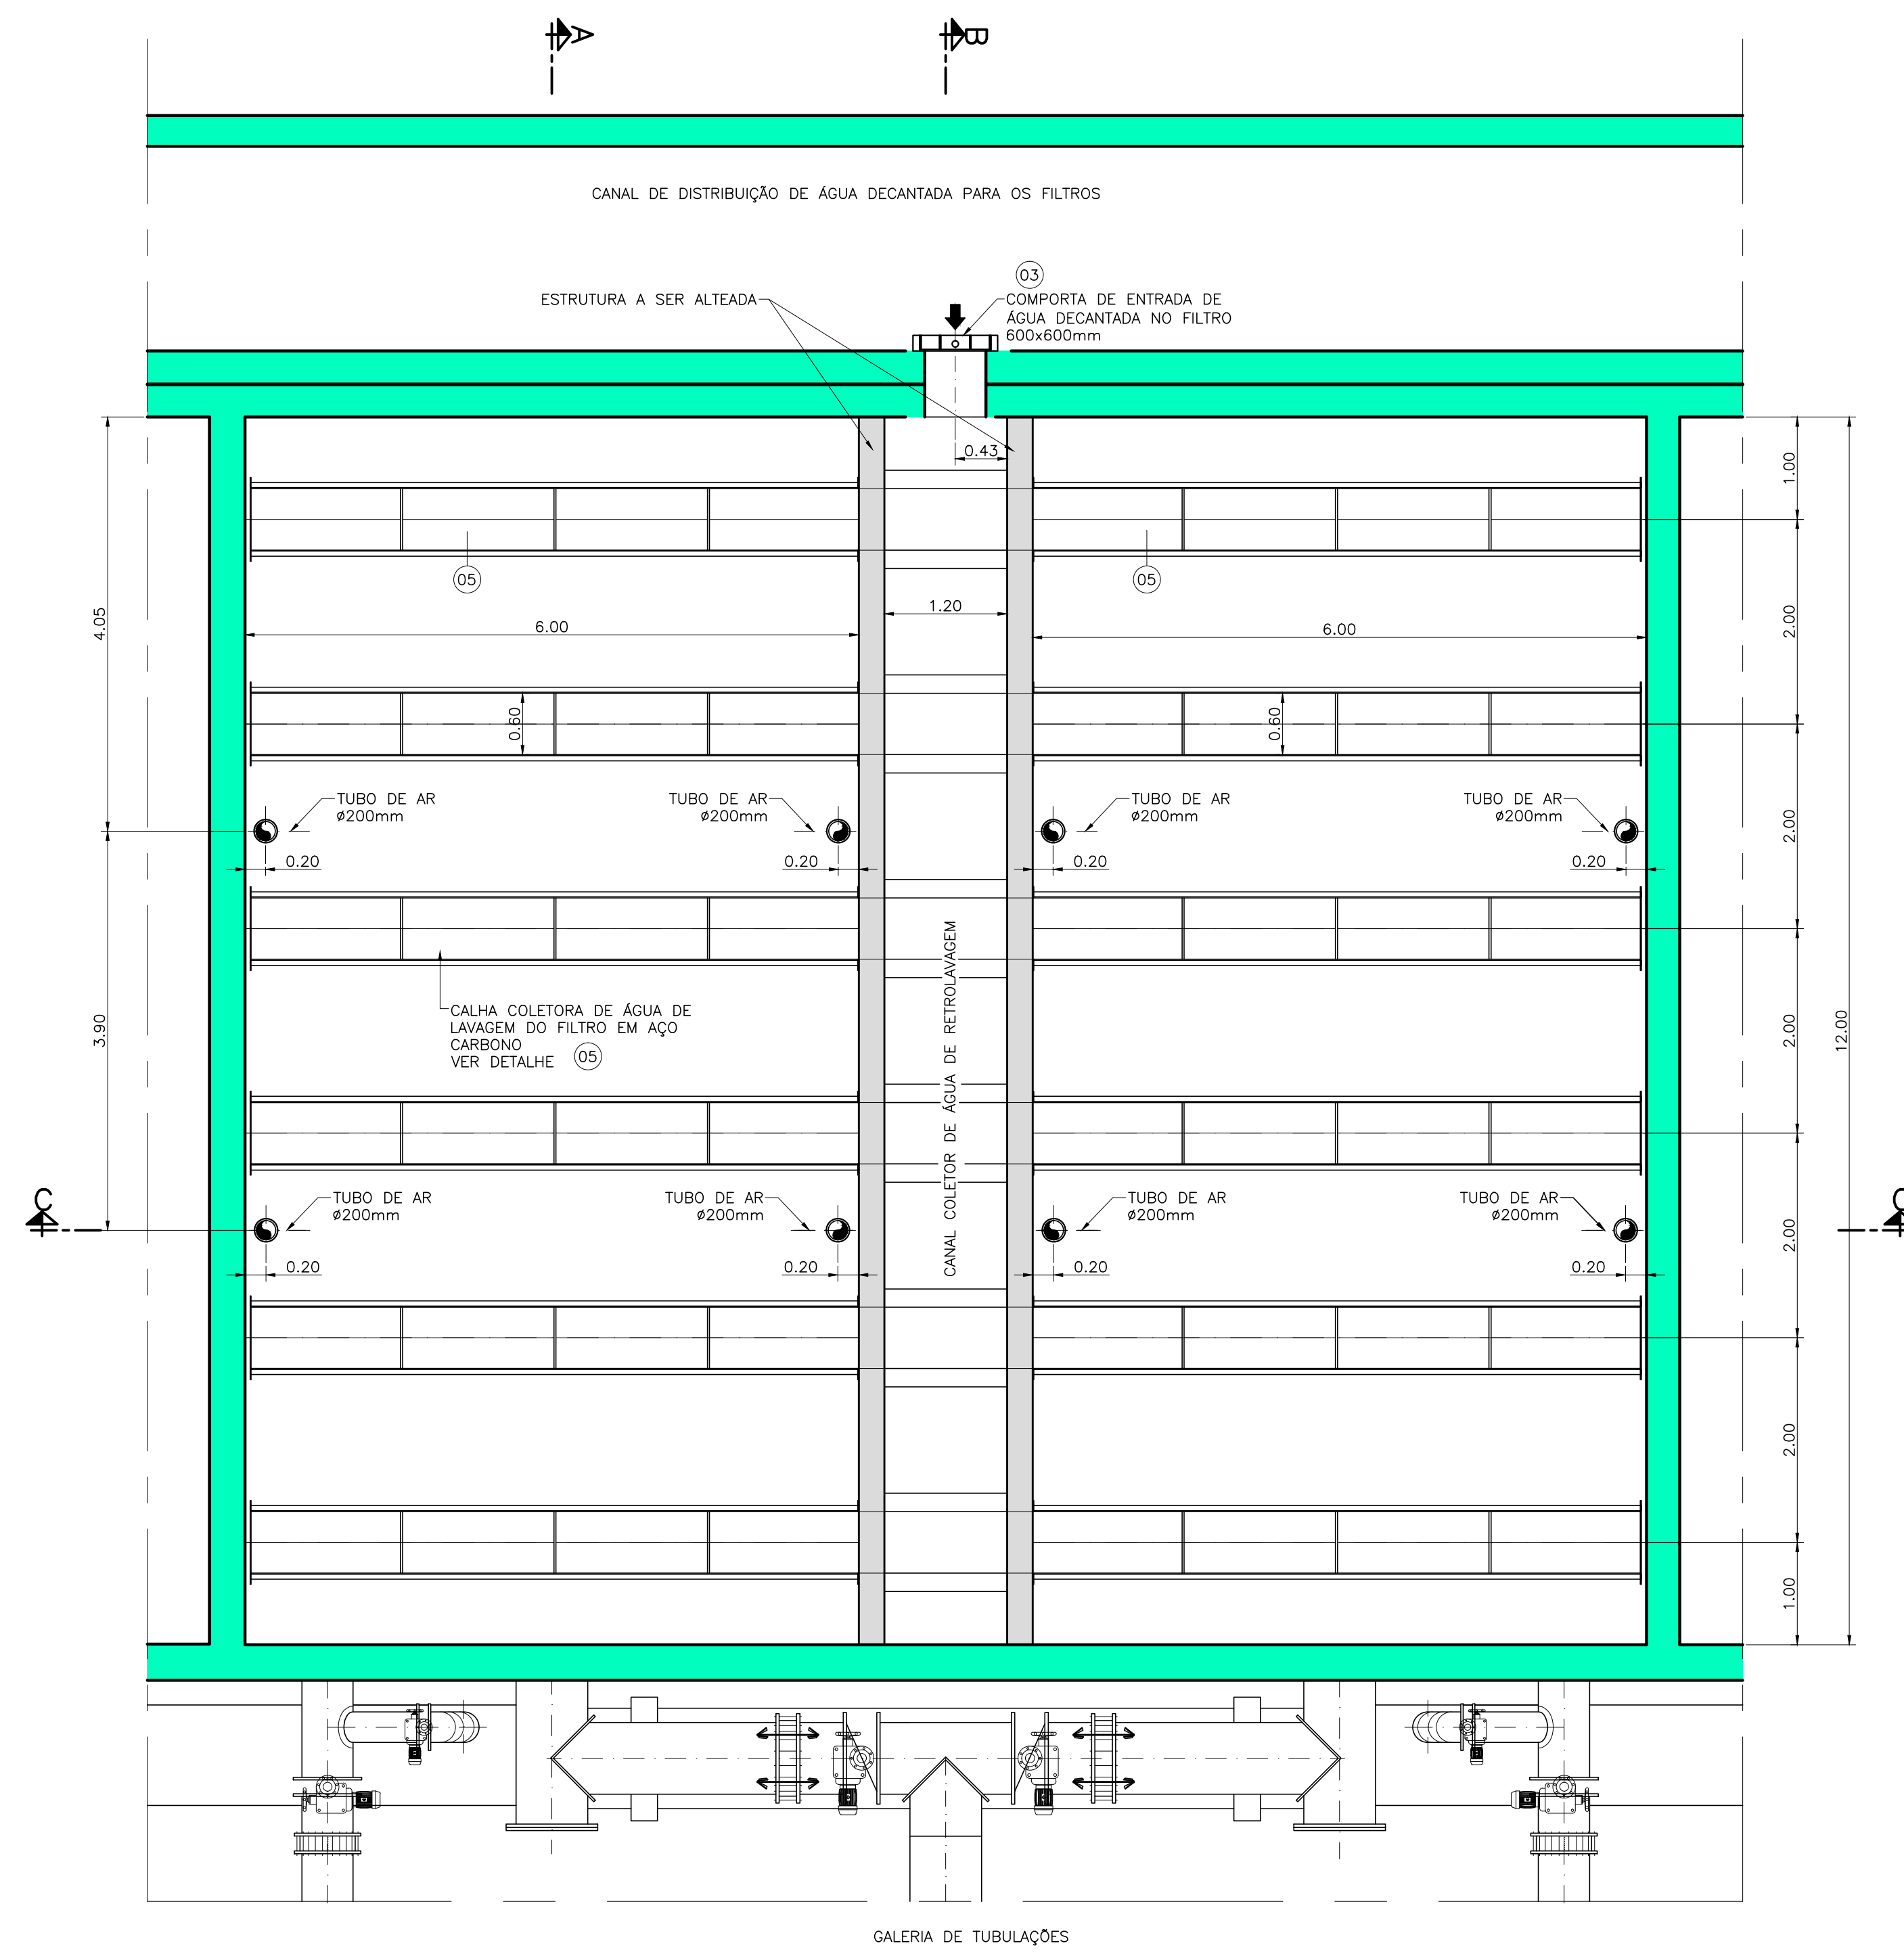 A
B
CANAL DE DISTRIBUIÇÃO DE ÁGUA DECANTADA PARA OS FILTROS
03
ESTRUTURA A SER ALTEADA
COMPORTA DE ENTRADA DE
ÁGUA DECANTADA NO FILTRO
600x600mm
0.43
1.00
05
05
4.05
1.20
2.00
6.00
6.00
0.60
0.60
TUBO DE AR
ø200mm
TUBO DE AR
ø200mm
TUBO DE AR
ø200mm
TUBO DE AR
ø200mm
2.00
0.20
0.20
0.20
0.20
CANAL COLETOR DE ÁGUA DE RETROLAVAGEM
CALHA COLETORA DE ÁGUA DE
LAVAGEM DO FILTRO EM AÇO
CARBONO
VER DETALHE
05
3.90
2.00
12.00
C
TUBO DE AR
ø200mm
TUBO DE AR
ø200mm
TUBO DE AR
ø200mm
TUBO DE AR
ø200mm
C
2.00
0.20
0.20
0.20
0.20
2.00
1.00
GALERIA DE TUBULAÇÕES